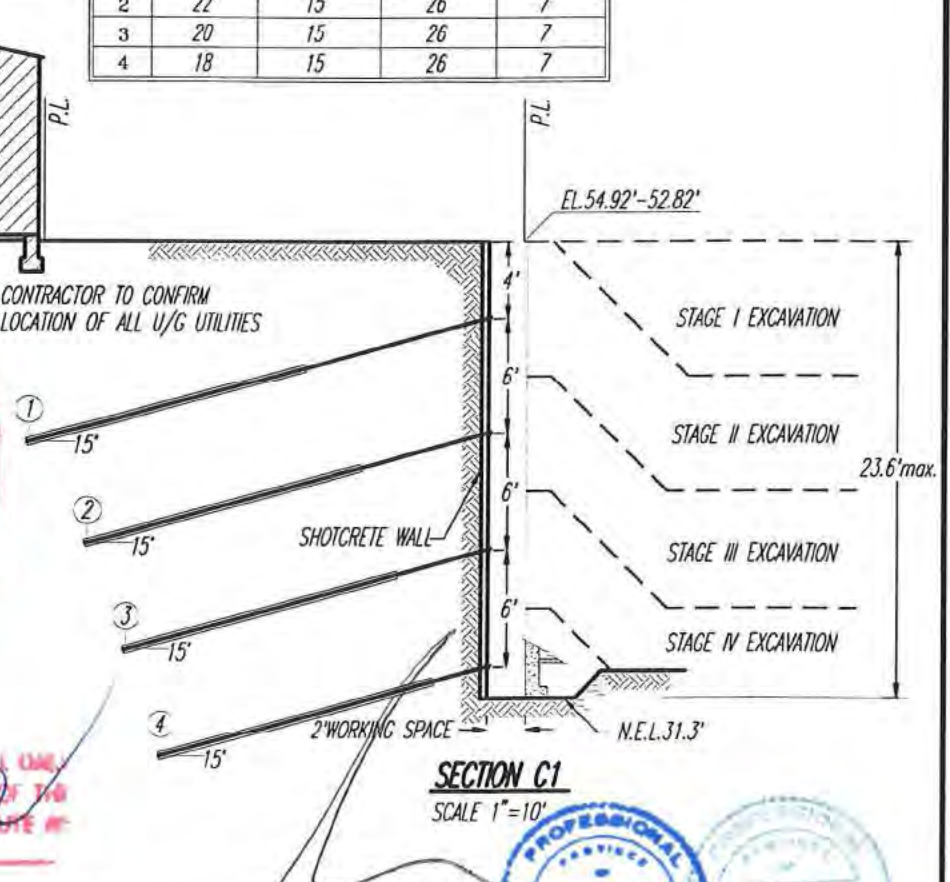 2 22 15 26 7
3 20 15 26 7
4 18 15 26 7
P.L.
P.L.
EL.54.92'-52.82'
CONTRACTOR TO CONFIRM
LOCATION OF ALL U/G UTILITIES
4'
STAGE I EXCAVATION
1
15°
6'
STAGE II EXCAVATION
23.6'max.
2
15°
SHOTCRETE WALL
6'
STAGE III EXCAVATION
3
15°
6'
STAGE IV EXCAVATION
4
15°
2'WORKING SPACE
N.E.L.31.3'
SECTION C1
SCALE 1"=10'
OF THE
PROFESSIONAL
PROVINCE